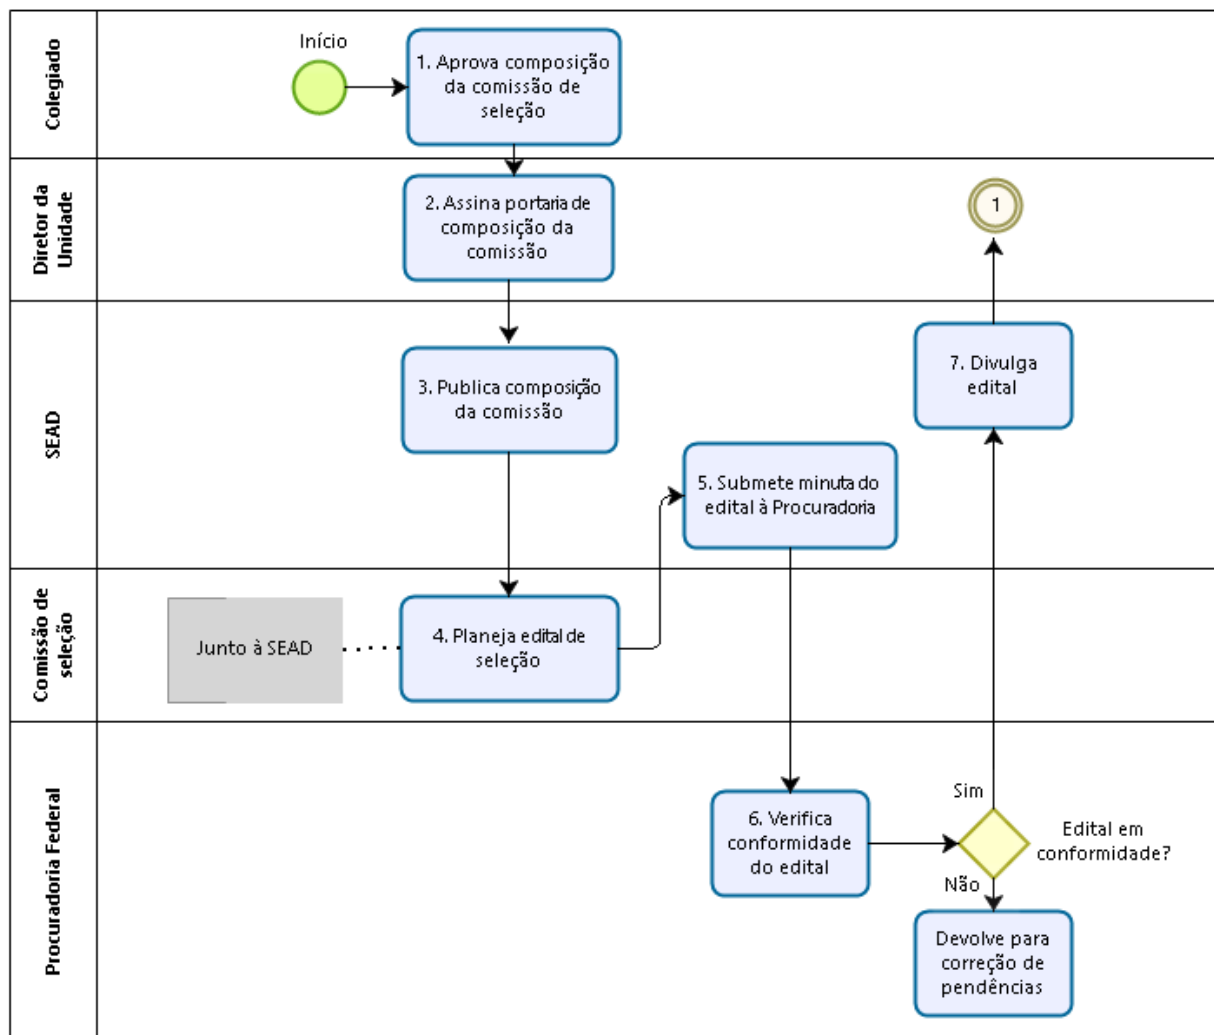 Colegiado
Início
1. Aprova composição
da comissão de
seleção
Diretor da
Unidade
2. Assina portaria de
composição da
comissão
1
SEAD
3. Publica composição
da comissão
7. Divulga
edital
5. Submete minuta do
edital à Procuradoria
Comissão de
seleção
Junto à SEAD
4. Planeja edital de
seleção
Procuradoria Federal
6. Verifica
conformidade
do edital
Sim
Edital em
conformidade?
Não
Devolve para
correção de
pendências